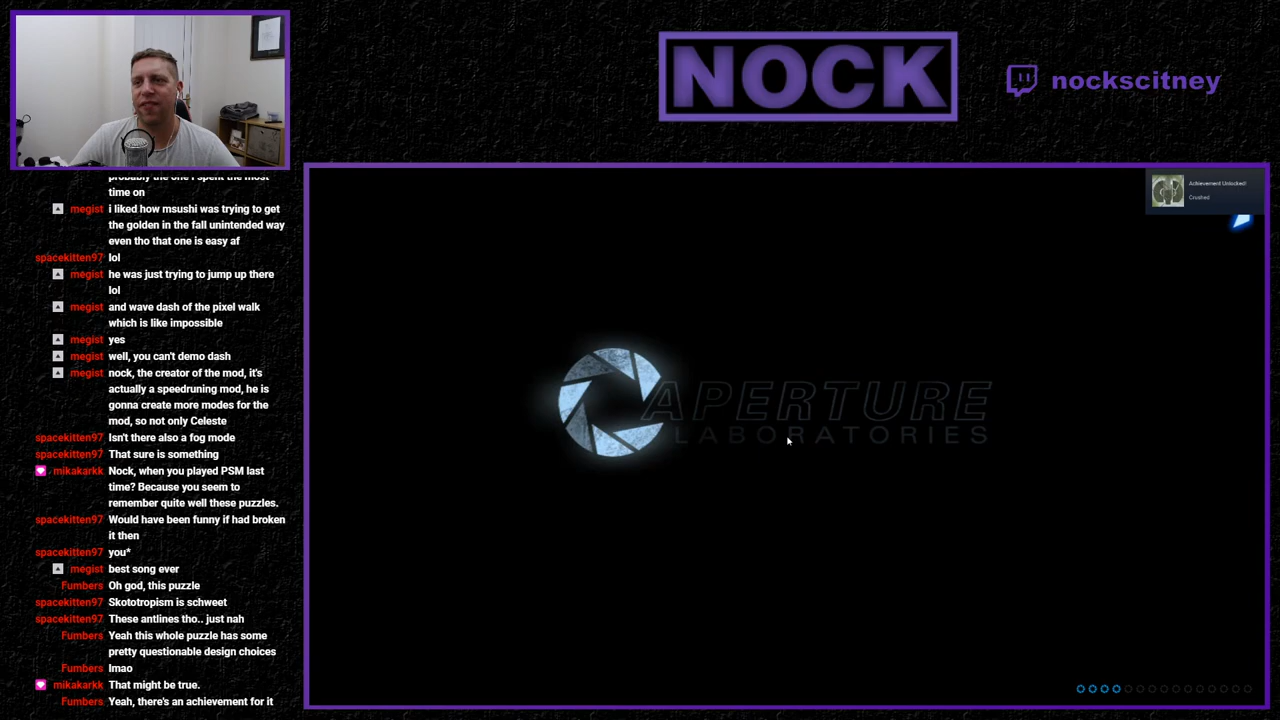 NOCK
nockscitney
Achievement Unlocked!
Crushed
APERTURE
LABORATORIES
probably the one I spent the most
time on
megist i liked how msushi was trying to get
the golden in the fall unintended way
even tho that one is easy af
spacekitten97 lol
megist he was just trying to jump up there
lol
megist and wave dash of the pixel walk
which is like impossible
megist yes
megist well, you can't demo dash
megist nock, the creator of the mod, it's
actually a speedruning mod, he is
gonna create more modes for the
mod, so not only Celeste
spacekitten97 Isn't there also a fog mode
spacekitten97 That sure is something
mikakarkk Nock, when you played PSM last
time? Because you seem to
remember quite well these puzzles.
spacekitten97 Would have been funny if had broken
it then
spacekitten97 you*
megist best song ever
Fumbers Oh god, this puzzle
spacekitten97 Skototropism is schweet
spacekitten97 These antlines tho.. just nah
Fumbers Yeah this whole puzzle has some
pretty questionable design choices
Fumbers lmao
mikakarkk That might be true.
Fumbers Yeah, there's an achievement for it